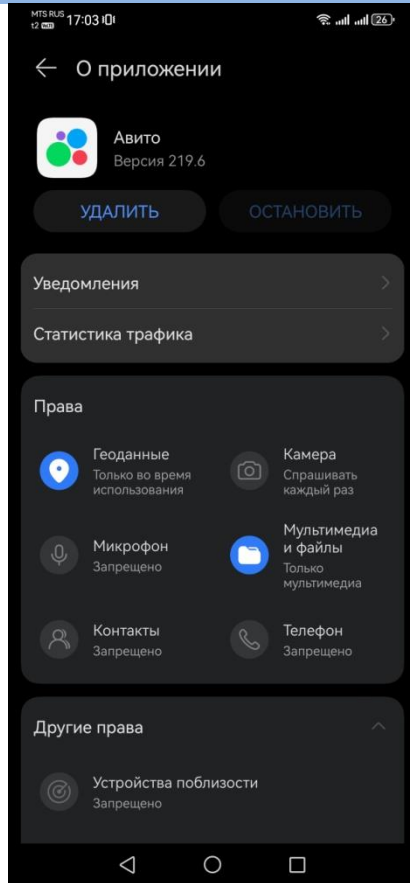 MTS RUS 17:03
t2 26
О приложении
Авито
Версия 219.6
УДАЛИТЬ ОСТАНОВИТЬ
Уведомления
Статистика трафика
Права
Геоданные
Только во время
использования
Камера
Спрашивать
каждый раз
Микрофон
Запрещено
Мультимедиа
и файлы
Только
мультимедиа
Контакты
Запрещено
Телефон
Запрещено
Другие права
Устройства поблизости
Запрещено